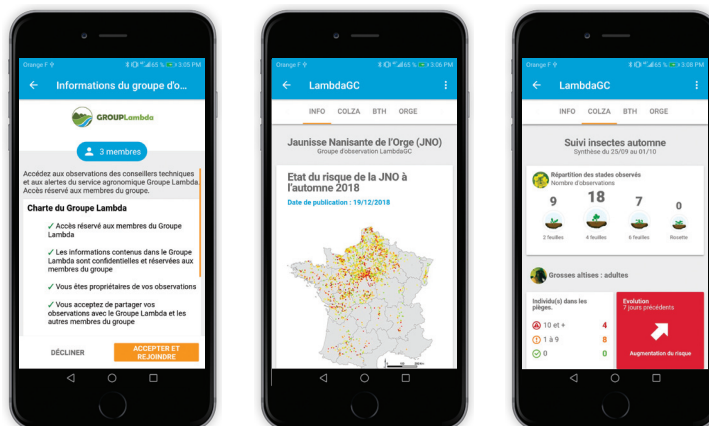 Orange F
65 % 3:05 PM
Informations du groupe d'o...
GROUPLambda
3 membres
Accédez aux observations des conseillers techniques
et aux alertes du service agronomique Groupe Lambda.
Accès réservé aux membres du groupe.
Charte du Groupe Lambda
✓ Accès réservé aux membres du Groupe
Lambda
✓ Les informations contenus dans le Groupe
Lambda sont confidentielles et réservées aux
membres du groupe
✓ Vous êtes propriétaires de vos observations
✓ Vous acceptez de partager vos
observations avec le Groupe Lambda et les
autres membres du groupe
DÉCLINER
ACCEPTER ET
REJOINDRE
Orange F
65 % 3:06 PM
LambdaGC
INFO COLZA BTH ORGE
Jaunisse Nanisante de l'Orge (JNO)
Groupe d'observation LambdaGC
Etat du risque de la JNO à
l'automne 2018
Date de publication : 19/12/2018
Orange F
65 % 3:08 PM
LambdaGC
INFO COLZA BTH ORGE
Suivi insectes automne
Synthèse du 25/09 au 01/10
Répartition des stades observés
Nombre d'observations
9 18 7 0
2 feuilles 4 feuilles 6 feuilles Rosette
Grosses altises : adultes
Individu(s) dans les
pièges.
10 et + 4
1 à 9 8
0 0
Evolution
7 jours précédents
Augmentation du risque